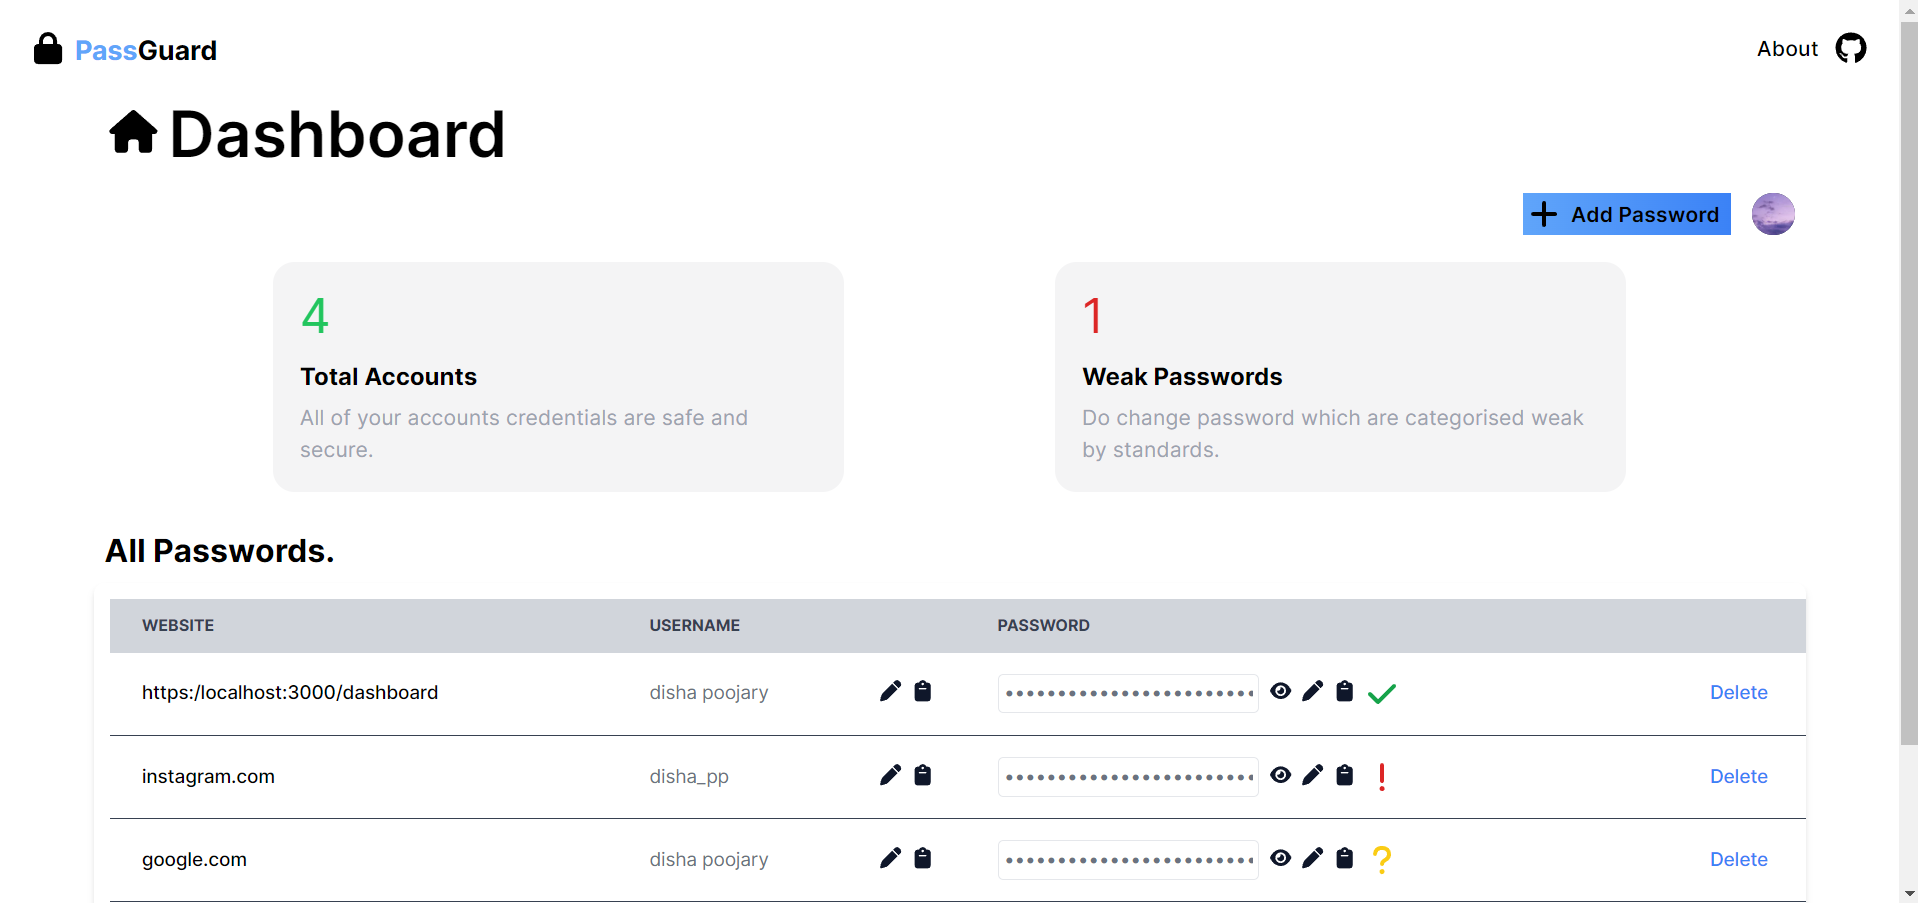 PassGuard
About
Dashboard
Add Password
4
1
Total Accounts
Weak Passwords
All of your accounts credentials are safe and
secure.
Do change password which are categorised weak
by standards.
All Passwords.
WEBSITE USERNAME PASSWORD
https:/localhost:3000/dashboard disha poojary Delete
instagram.com disha_pp Delete
google.com disha poojary Delete